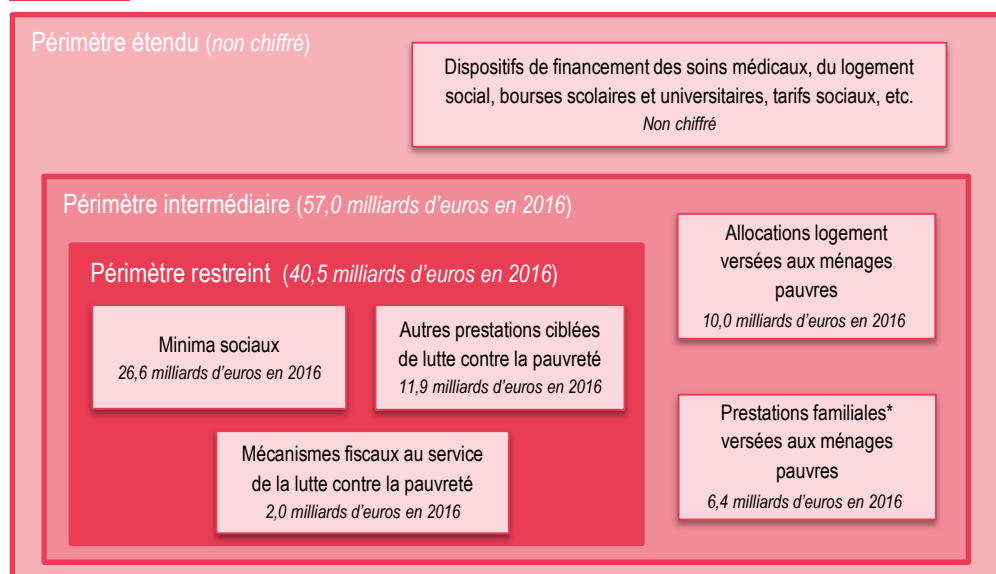 Périmètre étendu (non chiffré)
Dispositifs de financement des soins médicaux, du logement
social, bourses scolaires et universitaires, tarifs sociaux, etc.
Non chiffré
Périmètre intermédiaire (57,0 milliards d'euros en 2016)
Allocations logement
versées aux ménages
pauvres
10,0 milliards d'euros en 2016
Périmètre restreint (40,5 milliards d'euros en 2016)
Minima sociaux
26,6 milliards d'euros en 2016
Autres prestations ciblées
de lutte contre la pauvreté
11,9 milliards d'euros en 2016
Prestations familiales*
versées aux ménages
pauvres
6,4 milliards d'euros en 2016
Mécanismes fiscaux au service
de la lutte contre la pauvreté
2,0 milliards d'euros en 2016